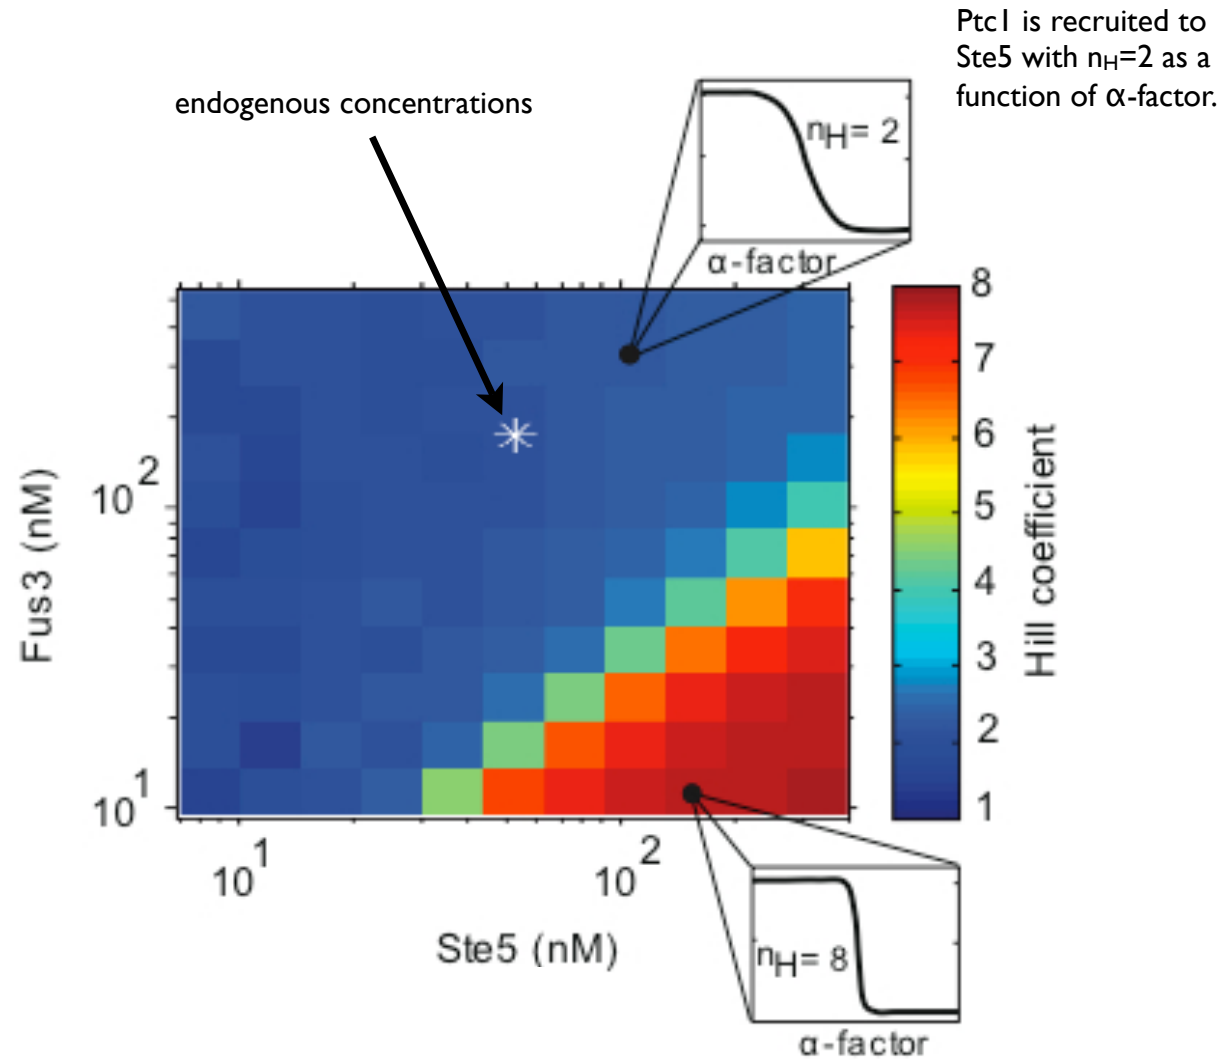 Ptc1 is recruited to
Ste5 with nH=2 as a
function of α-factor.
endogenous concentrations
nH= 2
α-factor
8
7
6
5
4
3
2
1
Hill coefficient
Fus3 (nM)
10 2
10 1
10 1
10 2
Ste5 (nM)
nH= 8
α-factor